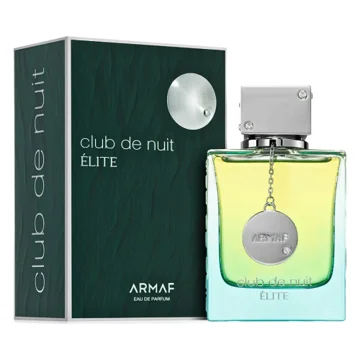 club de nuit
club de nuit
ÉLITE
ARMAF
EAU DE PARFUM
ARMAF
club de nuit
ÉLITE